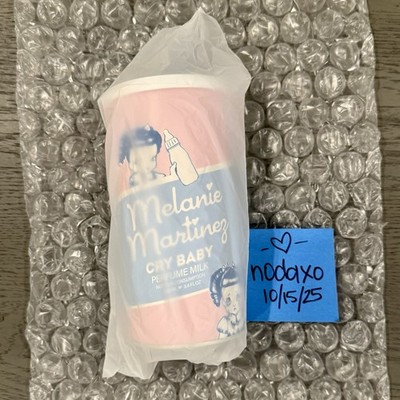 Melanie
Martinez
CRY BABY
PERFUME MILK
nodaxo
10/15/25